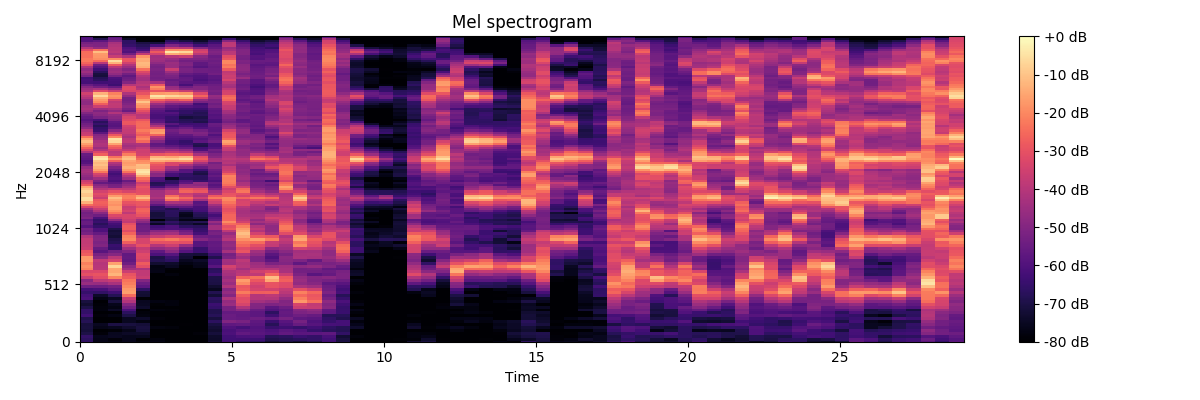 Mel spectrogram
Hz
8192
4096
2048
1024
512
0
0 5 10 15 20 25
Time
+0 dB
-10 dB
-20 dB
-30 dB
-40 dB
-50 dB
-60 dB
-70 dB
-80 dB